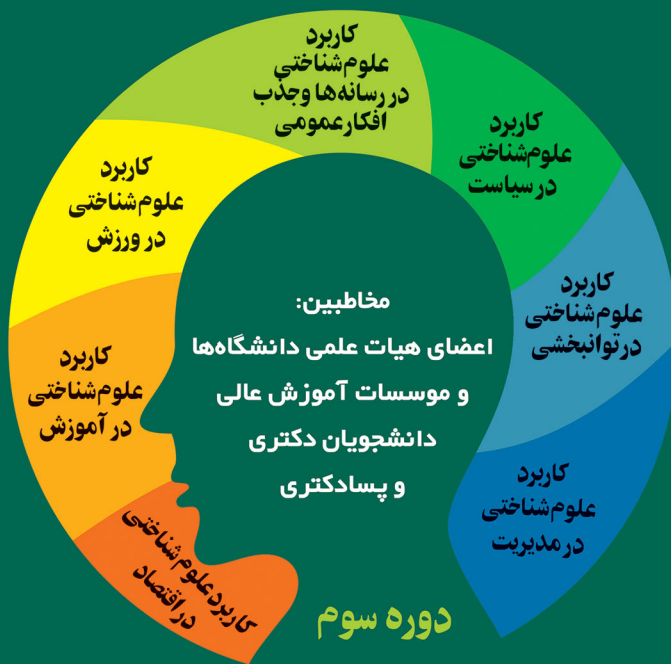 کاربرد
علوم‌شناختی
در رسانه‌ها وجذب
افکار عمومی
کاربرد
علوم‌شناختی
در سیاست
کاربرد
علوم‌شناختی
در توانبخشی
کاربرد
علوم‌شناختی
در مدیریت
کاربرد
علوم‌شناختی
در ورزش
کاربرد
علوم‌شناختی
در آموزش
کاربرد علوم شناختی
در اقتصاد
مخاطبین:
اعضای هیات علمی دانشگاه‌ها
و موسسات آموزش عالی
دانشجویان دکتری
و پسادکتری
دوره سوم